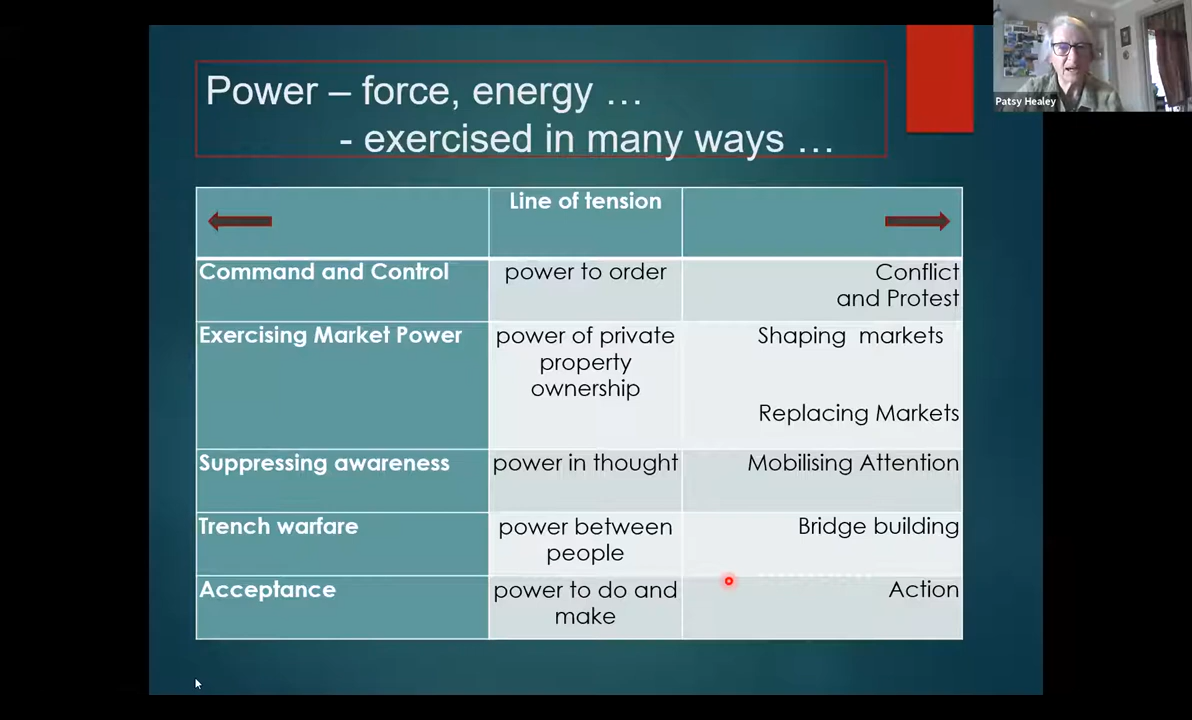 Power – force, energy …
- exercised in many ways …
Patsy Healey
Line of tension
Command and Control
power to order
Conflict
and Protest
Exercising Market Power
power of private
property
ownership
Shaping markets
Replacing Markets
Suppressing awareness
power in thought
Mobilising Attention
Trench warfare
power between
people
Bridge building
Acceptance
power to do and
make
Action